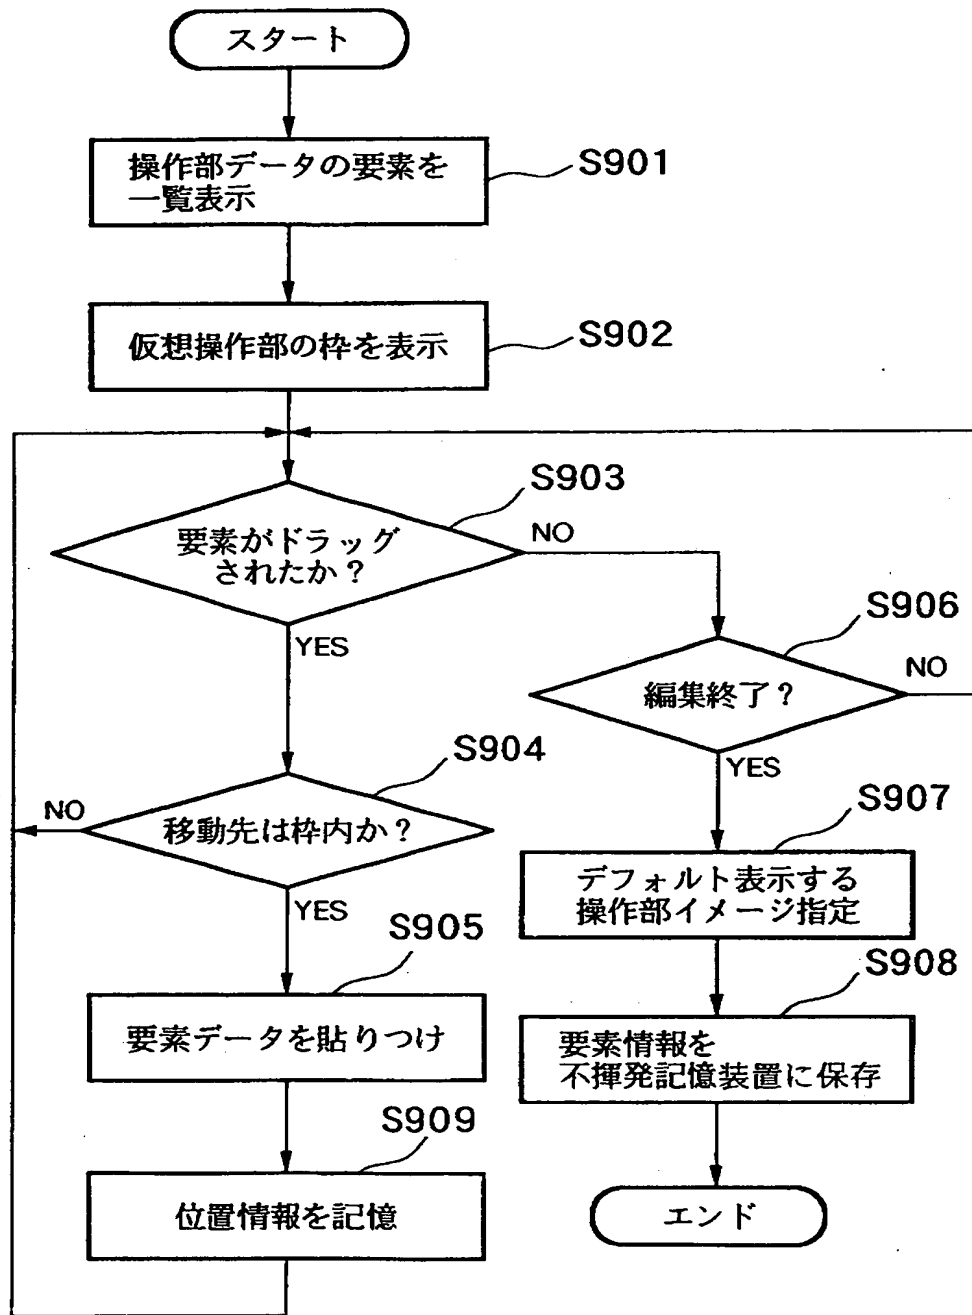 スタート
操作部データの要素を
一覧表示
S901
仮想操作部の枠を表示
S902
S903
要素がドラッグ
されたか？
NO
YES
S906
編集終了？
NO
YES
S904
移動先は枠内か？
NO
YES
S907
デフォルト表示する
操作部イメージ指定
S905
要素データを貼りつけ
S908
要素情報を
不揮発記憶装置に保存
S909
位置情報を記憶
エンド